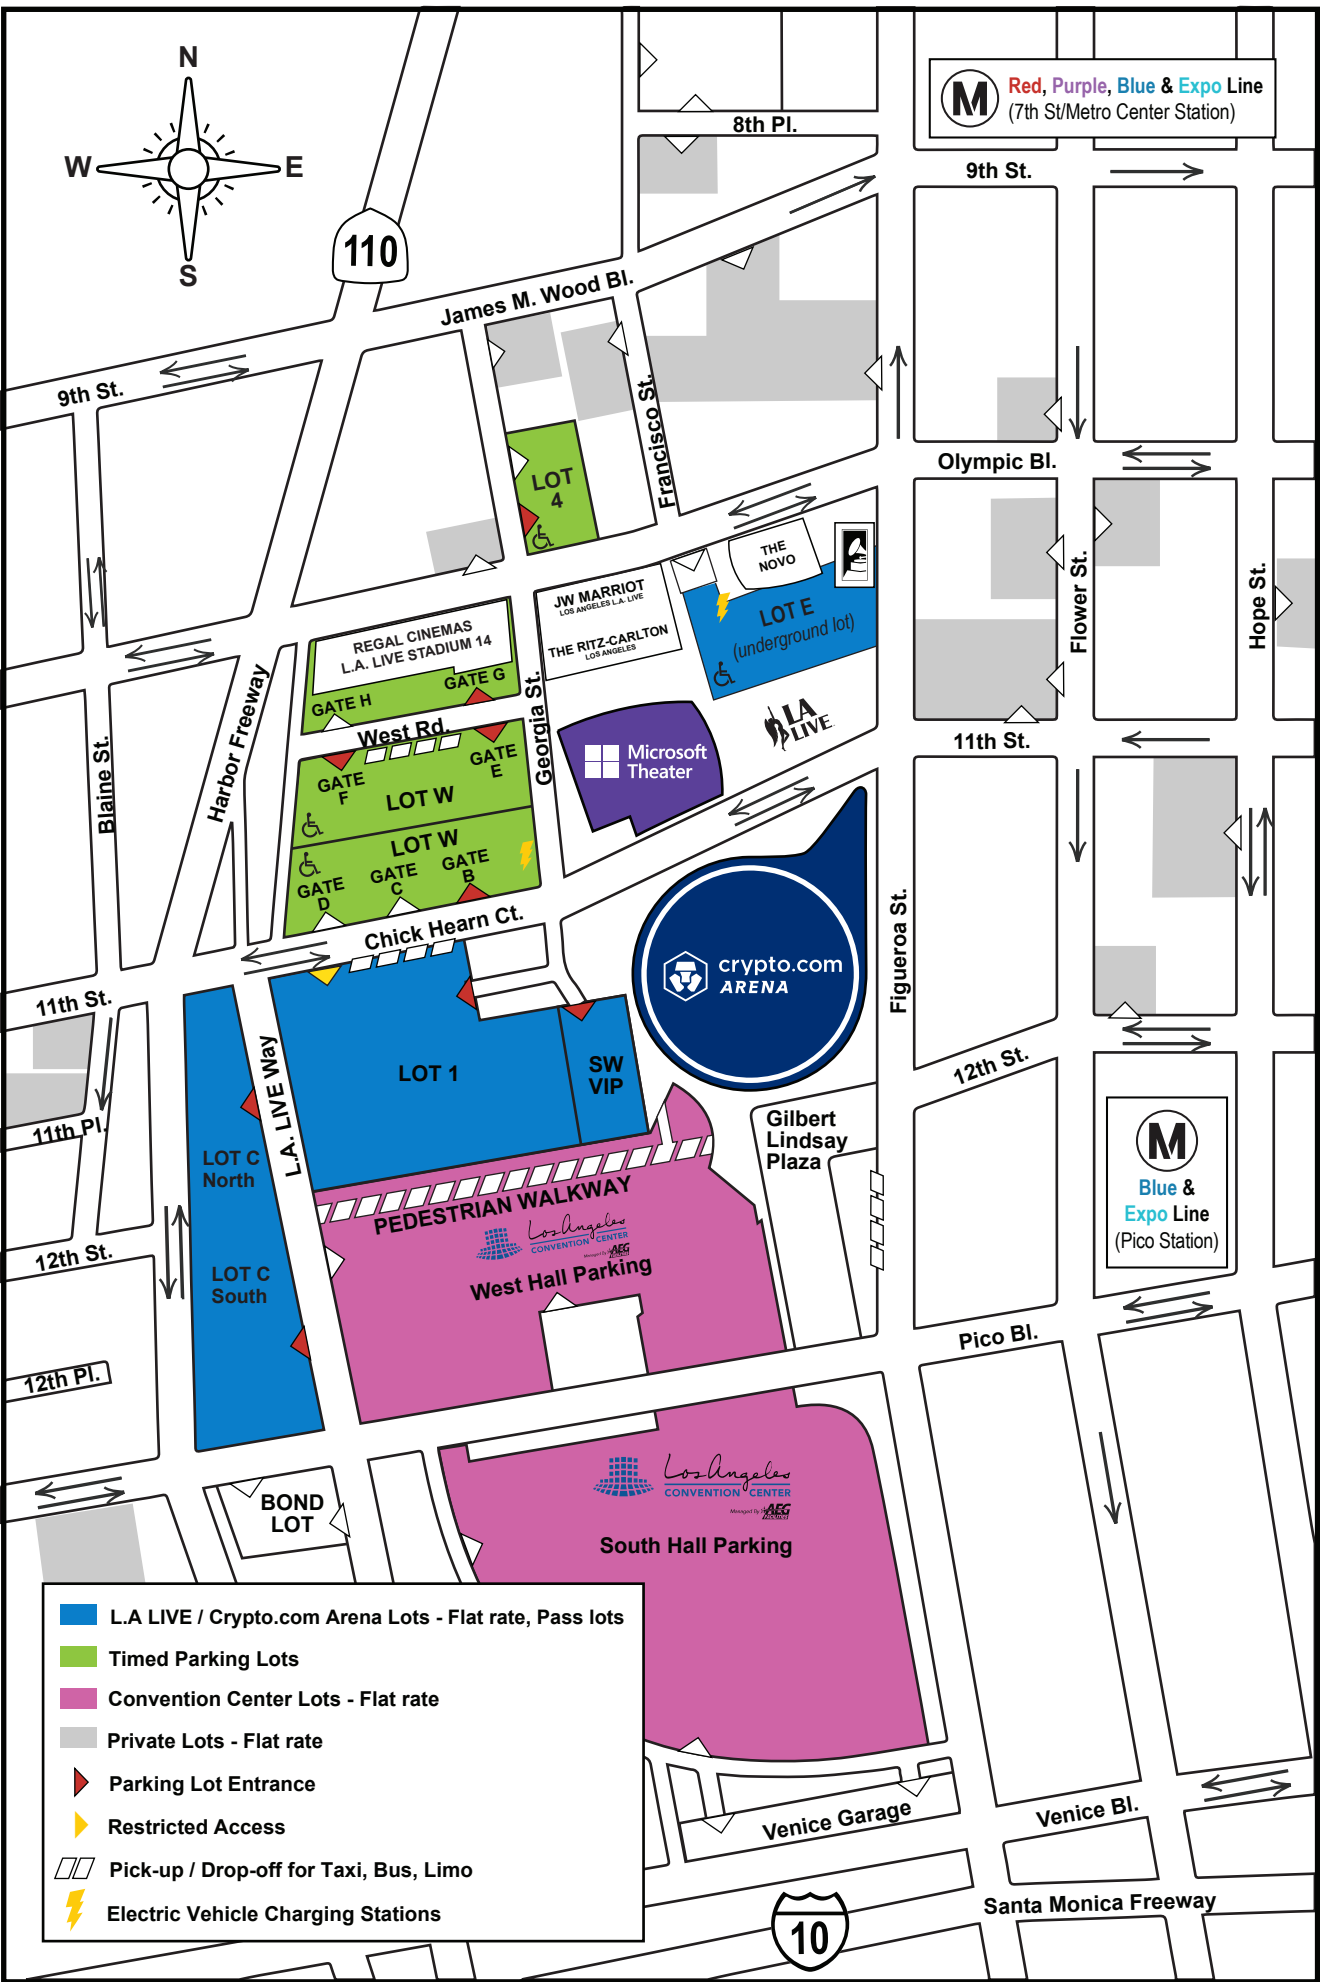 N
W
E
S
110
M
Red, Purple, Blue & Expo Line
(7th St/Metro Center Station)
8th Pl.
9th St.
James M. Wood Bl.
9th St.
Francisco St.
Olympic Bl.
LOT
4
THE
NOVO
JW MARRIOT
LOS ANGELES L.A. LIVE
THE RITZ-CARLTON
LOS ANGELES
LOT E
(underground lot)
REGAL CINEMAS
L.A. LIVE STADIUM 14
GATE H
GATE G
West Rd.
GATE
F
GATE
E
LOT W
LOT W
GATE
D
GATE
C
GATE
B
Georgia St.
Microsoft
Theater
LA
LIVE
Flower St.
Hope St.
11th St.
Blaine St.
Harbor Freeway
Chick Hearn Ct.
crypto.com
ARENA
Figueroa St.
11th St.
L.A. LIVE Way
LOT 1
SW
VIP
12th St.
11th Pl.
LOT C
North
Gilbert
Lindsay
Plaza
M
Blue &
Expo Line
(Pico Station)
PEDESTRIAN WALKWAY
Los Angeles
CONVENTION CENTER
Managed By AEG
West Hall Parking
12th St.
LOT C
South
Pico Bl.
12th Pl.
BOND
LOT
Los Angeles
CONVENTION CENTER
Managed By AEG
South Hall Parking
L.A LIVE / Crypto.com Arena Lots - Flat rate, Pass lots
Timed Parking Lots
Convention Center Lots - Flat rate
Private Lots - Flat rate
Parking Lot Entrance
Restricted Access
Pick-up / Drop-off for Taxi, Bus, Limo
Electric Vehicle Charging Stations
Venice Garage
Venice Bl.
Santa Monica Freeway
10